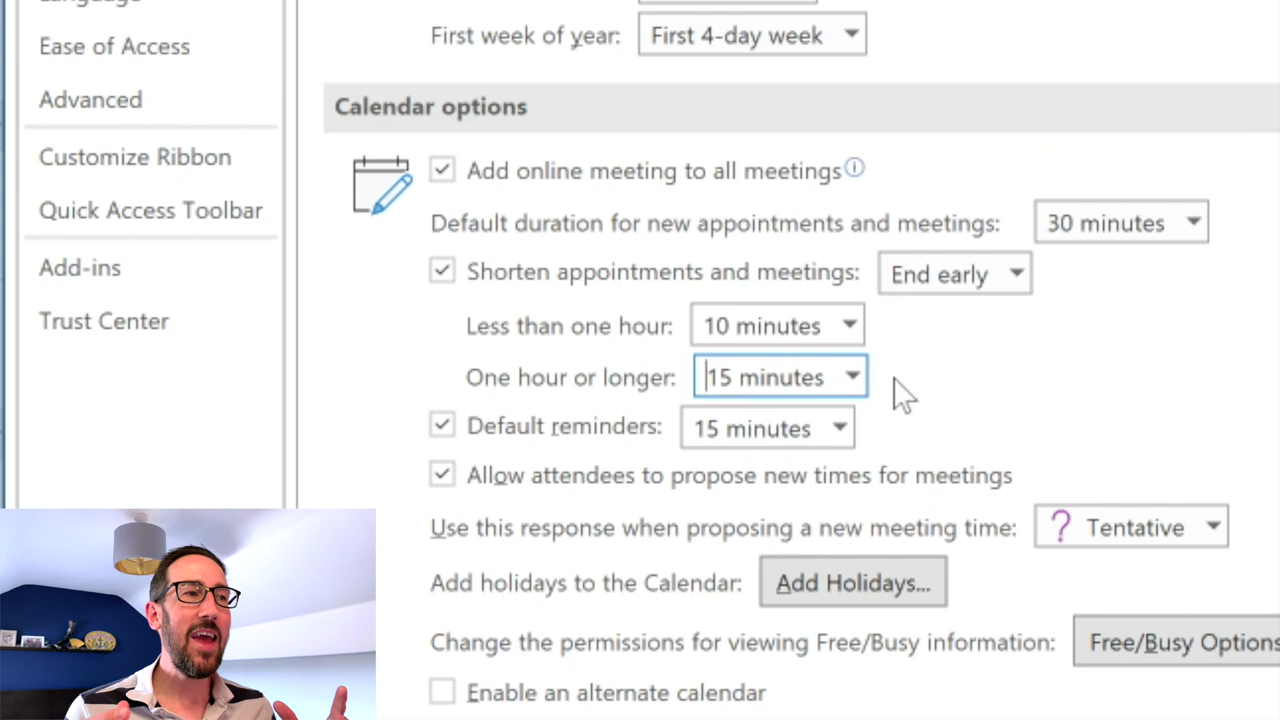 Language
Ease of Access
Advanced
Customize Ribbon
Quick Access Toolbar
Add-ins
Trust Center
First week of year: First 4-day week
Calendar options
Add online meeting to all meetings
Default duration for new appointments and meetings: 30 minutes
Shorten appointments and meetings: End early
Less than one hour: 10 minutes
One hour or longer: 15 minutes
Default reminders: 15 minutes
Allow attendees to propose new times for meetings
Use this response when proposing a new meeting time: ? Tentative
Add holidays to the Calendar: Add Holidays...
Change the permissions for viewing Free/Busy information: Free/Busy Options
Enable an alternate calendar